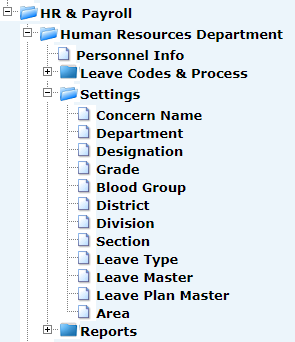 HR & Payroll
Human Resources Department
Personnel Info
Leave Codes & Process
Settings
Concern Name
Department
Designation
Grade
Blood Group
District
Division
Section
Leave Type
Leave Master
Leave Plan Master
Area
Reports